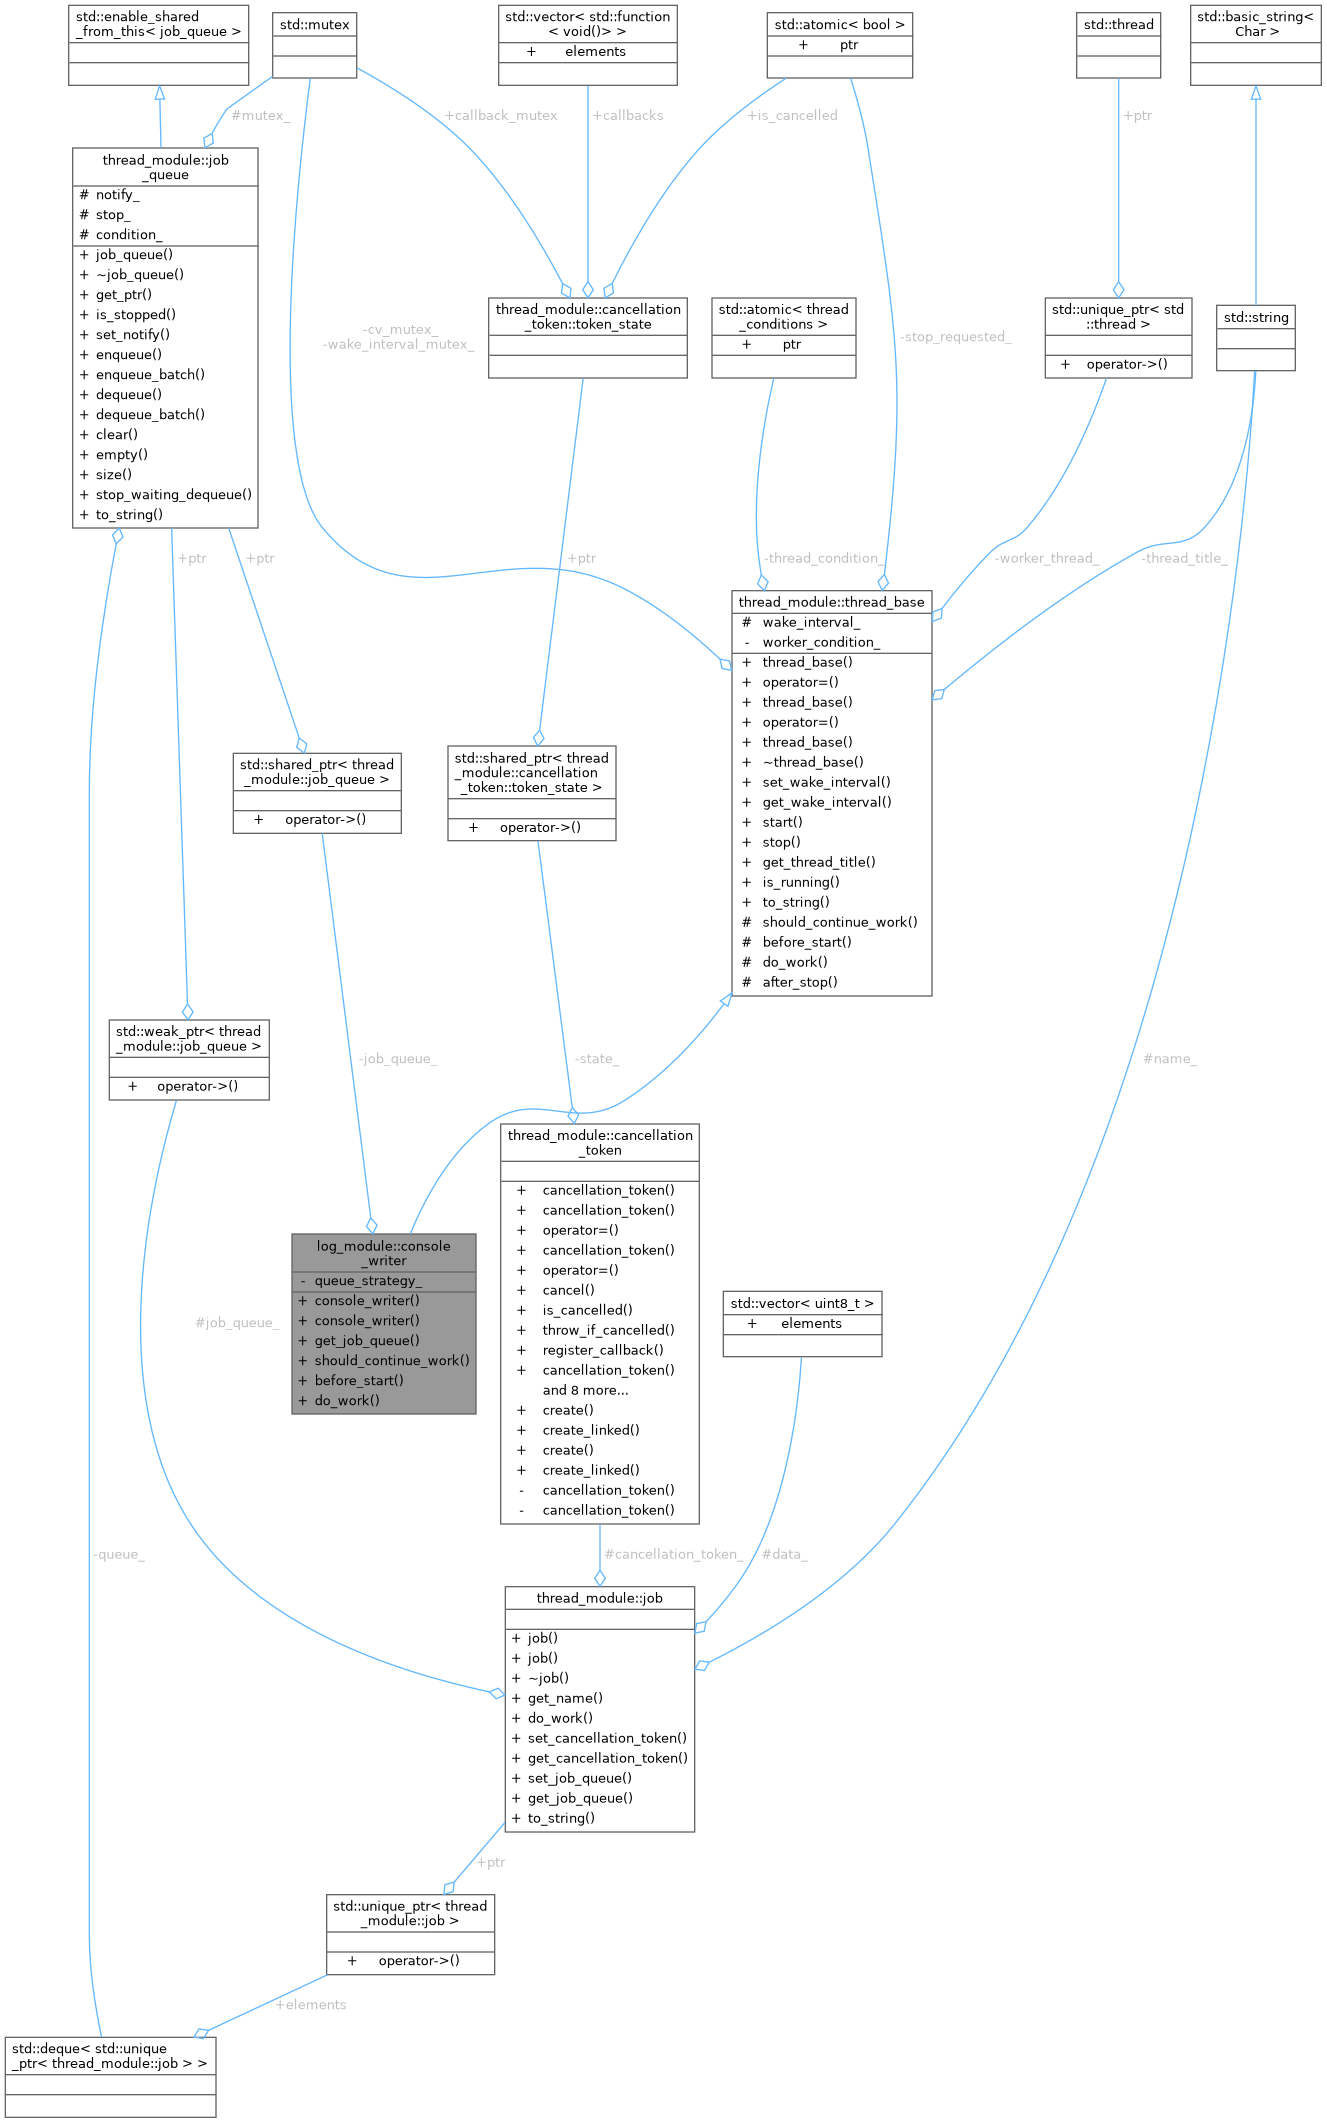 std::enable_shared
_from_this< job_queue >
std::mutex
std::vector< std::function
< void()> >
+ elements
std::atomic< bool >
+ ptr
std::thread
std::basic_string<
Char >
#mutex_
+callback_mutex
+callbacks
+is_cancelled
+ptr
thread_module::job
_queue
# notify_
# stop_
# condition_
+ job_queue()
+ ~job_queue()
+ get_ptr()
+ is_stopped()
+ set_notify()
+ enqueue()
+ enqueue_batch()
+ dequeue()
+ dequeue_batch()
+ clear()
+ empty()
+ size()
+ stop_waiting_dequeue()
+ to_string()
-cv_mutex_
-wake_interval_mutex_
thread_module::cancellation
_token::token_state
std::atomic< thread
_conditions >
+ ptr
-stop_requested_
std::unique_ptr< std
::thread >
+ operator->()
std::string
+ptr
+ptr
+ptr
-thread_condition_
-worker_thread_
-thread_title_
thread_module::thread_base
# wake_interval_
- worker_condition_
+ thread_base()
+ operator=()
+ thread_base()
+ operator=()
+ thread_base()
+ ~thread_base()
+ set_wake_interval()
+ get_wake_interval()
+ start()
+ stop()
+ get_thread_title()
+ is_running()
+ to_string()
# should_continue_work()
# before_start()
# do_work()
# after_stop()
std::shared_ptr< thread
_module::job_queue >
+ operator->()
std::shared_ptr< thread
_module::cancellation
_token::token_state >
+ operator->()
std::weak_ptr< thread
_module::job_queue >
+ operator->()
-job_queue_
-state_
#name_
thread_module::cancellation
_token
+ cancellation_token()
+ cancellation_token()
+ operator=()
+ cancellation_token()
+ operator=()
+ cancel()
+ is_cancelled()
+ throw_if_cancelled()
+ register_callback()
+ cancellation_token()
and 8 more...
+ create()
+ create_linked()
+ create()
+ create_linked()
- cancellation_token()
- cancellation_token()
log_module::console
_writer
- queue_strategy_
+ console_writer()
+ console_writer()
+ get_job_queue()
+ should_continue_work()
+ before_start()
+ do_work()
#job_queue_
std::vector< uint8_t >
+ elements
-queue_
#cancellation_token_
#data_
thread_module::job
+ job()
+ job()
+ ~job()
+ get_name()
+ do_work()
+ set_cancellation_token()
+ get_cancellation_token()
+ set_job_queue()
+ get_job_queue()
+ to_string()
+ptr
std::unique_ptr< thread
_module::job >
+ operator->()
+elements
std::deque< std::unique
_ptr< thread_module::job > >